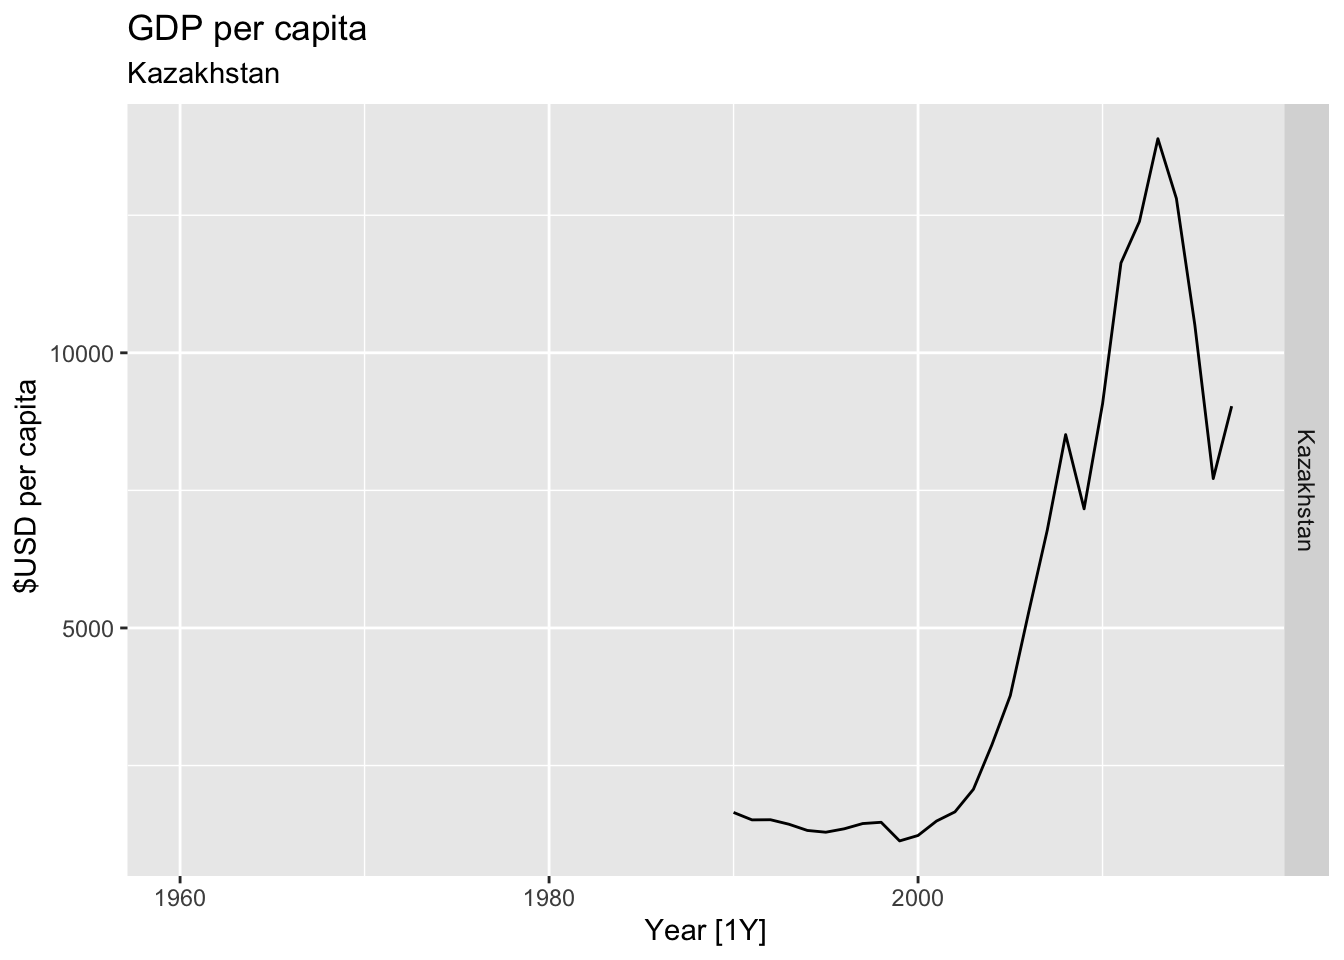 GDP per capita
Kazakhstan
10000
5000
$USD per capita
Kazakhstan
1960
1980
2000
Year [1Y]